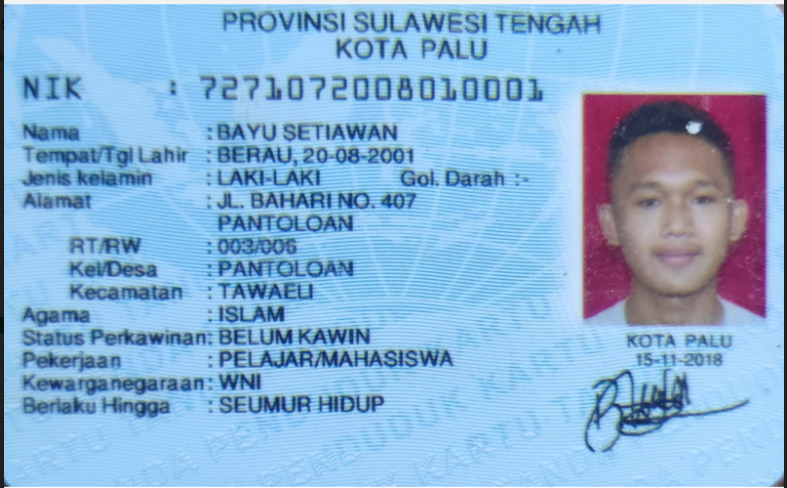 PROVINSI SULAWESI TENGAH
KOTA PALU
NIK : 7271072008010001
Nama : BAYU SETIAWAN
Tempat/Tgl Lahir : BERAU, 20-08-2001
Jenis kelamin : LAKI-LAKI Gol. Darah :-
Alamat : JL. BAHARI NO. 407
PANTOLOAN
RT/RW : 003/006
Kel/Desa : PANTOLOAN
Kecamatan : TAWAELI
Agama : ISLAM
Status Perkawinan: BELUM KAWIN
Pekerjaan : PELAJAR/MAHASISWA
Kewarganegaraan: WNI
Berlaku Hingga : SEUMUR HIDUP
KOTA PALU
15-11-2018